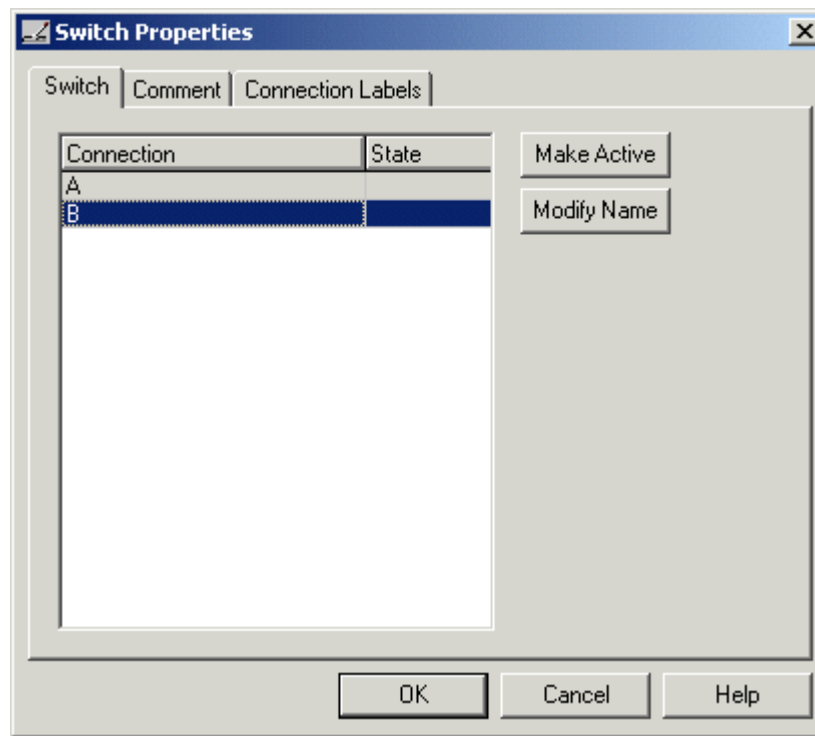 Switch Properties
Switch Comment Connection Labels
Connection State Make Active
A
B Modify Name
OK Cancel Help